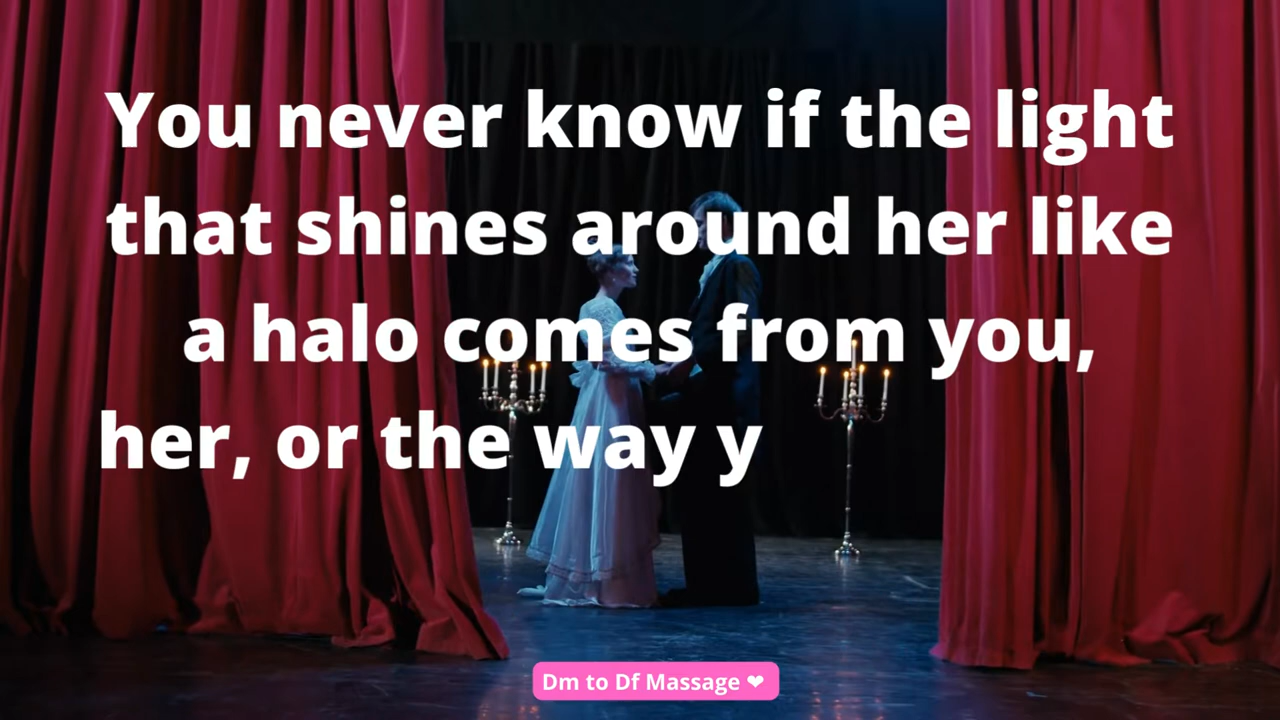 You never know if the light
that shines around her like
a halo comes from you,
her, or the way y
Dm to Df Massage ❤